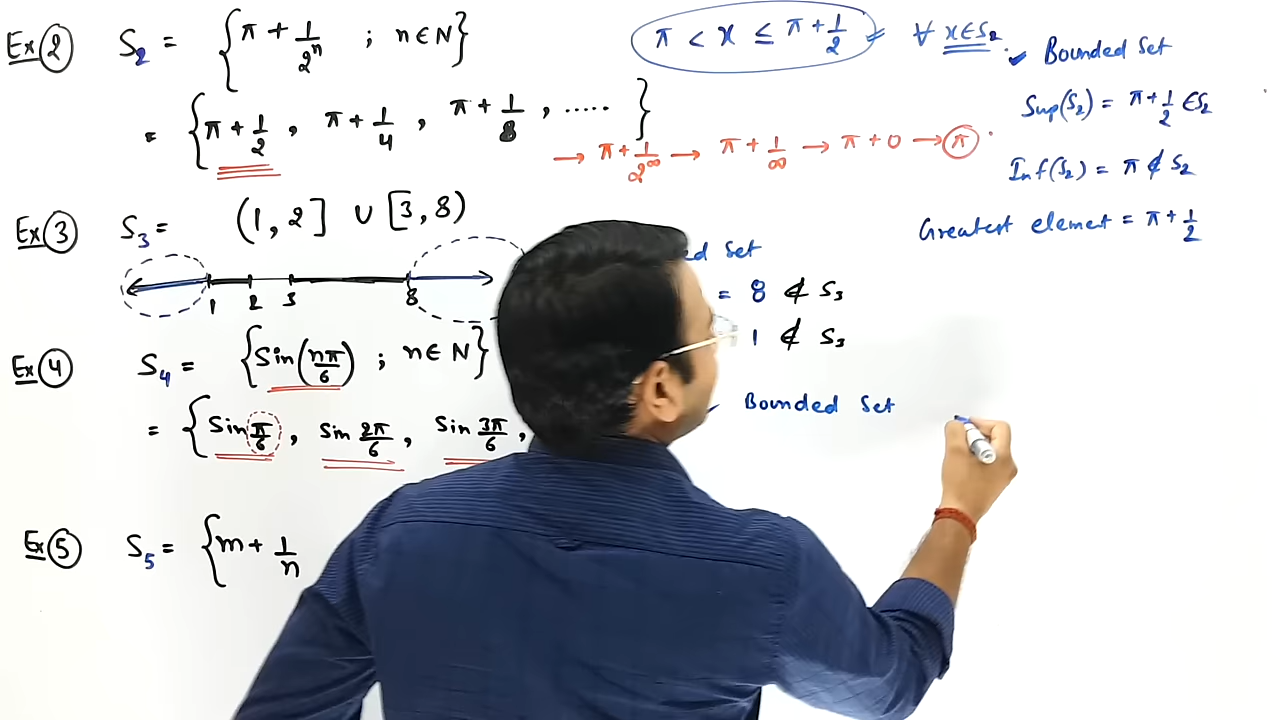 Ex 2 S₂ = { π + 1/2ⁿ ; n ∈ N } π < x ≤ π + 1/2 ∀ x ∈ S₂.
✓ Bounded Set
= { π + 1/2 , π + 1/4 , π + 1/8 , ..... }
Sup(S₂) = π + 1/2 ∈ S₂
→ π + 1/2^∞ → π + 1/∞ → π + 0 → π .
Inf(S₂) = π ∉ S₂
Greatest element = π + 1/2
Ex 3 S₃ = (1, 2] ∪ [3, 8)
Set
1 2 3 8
= 8 ∉ S₃
1 ∉ S₃
Ex 4 S₄ = { Sin(nπ/6) ; n ∈ N }
✓ Bounded Set
= { Sin π/6 , Sin 2π/6 , Sin 3π/6 ,
Ex 5 S₅ = { m + 1/n